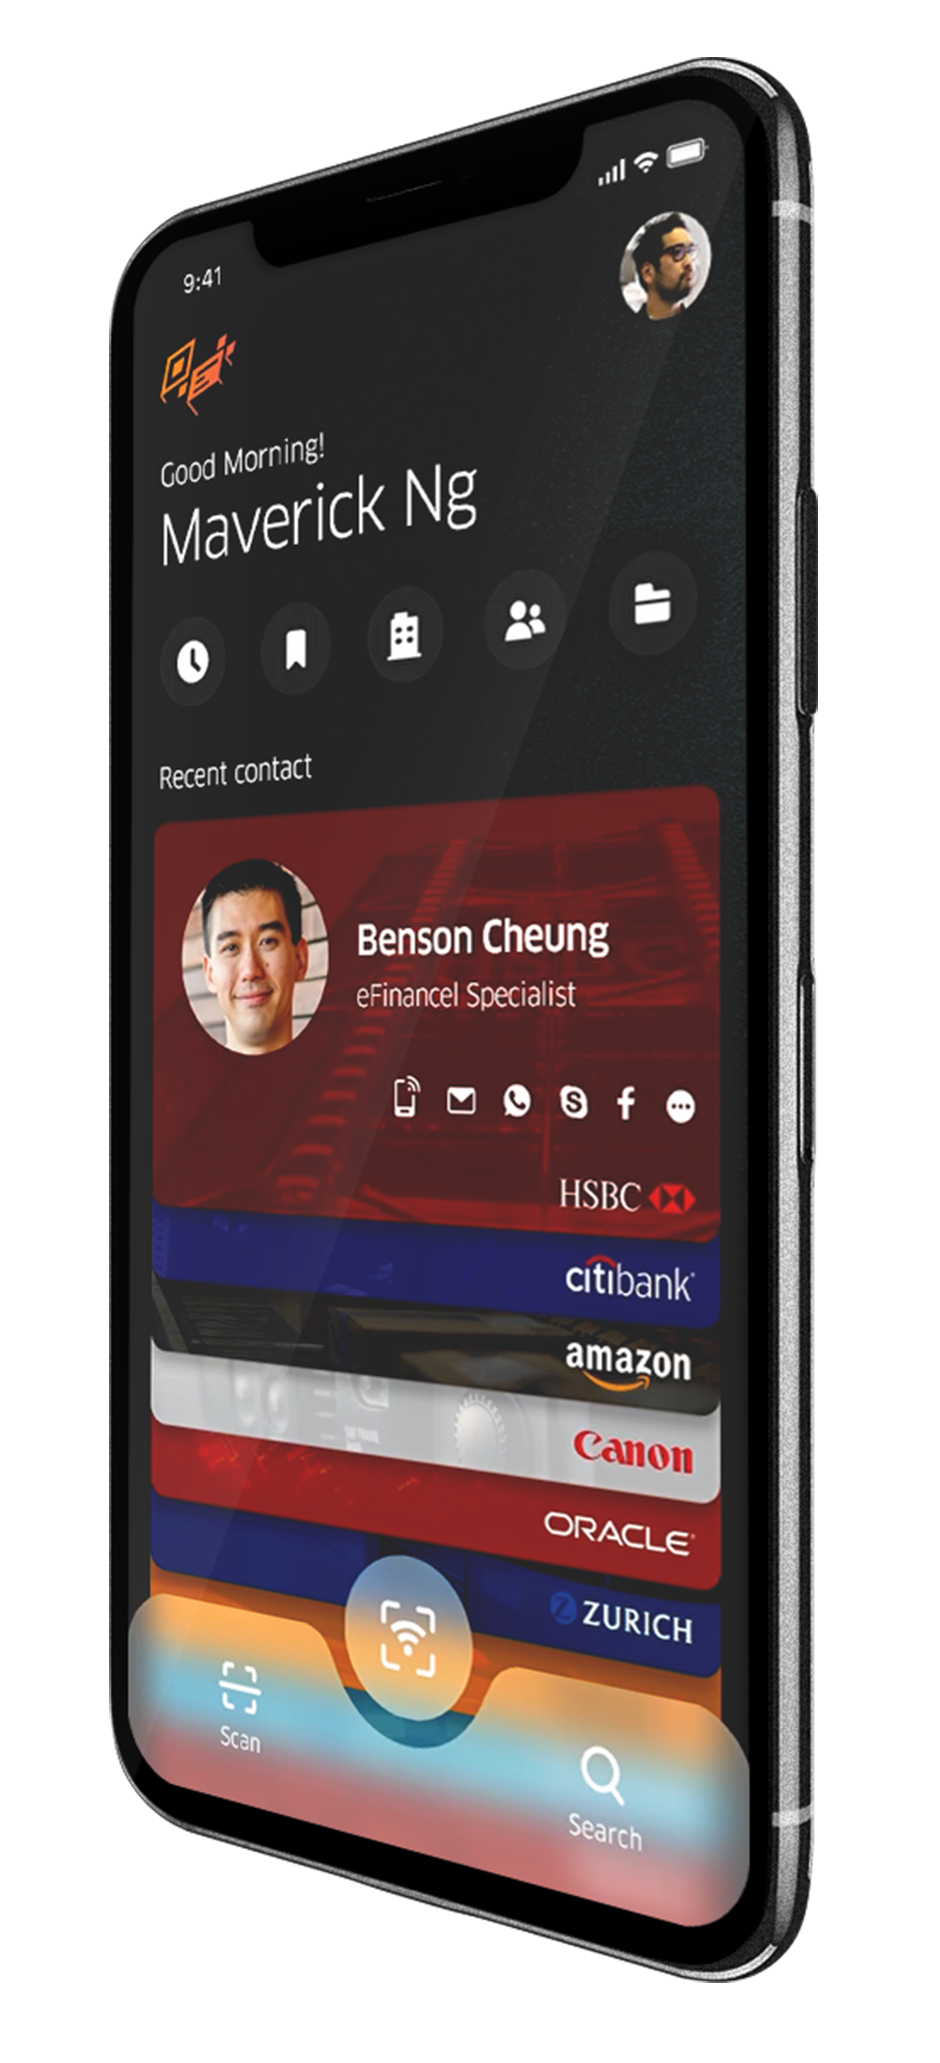 9:41
Good Morning!
Maverick Ng
Recent contact
Benson Cheung
eFinancel Specialist
HSBC
citibank
amazon
Canon
ORACLE
ZURICH
Scan
Search